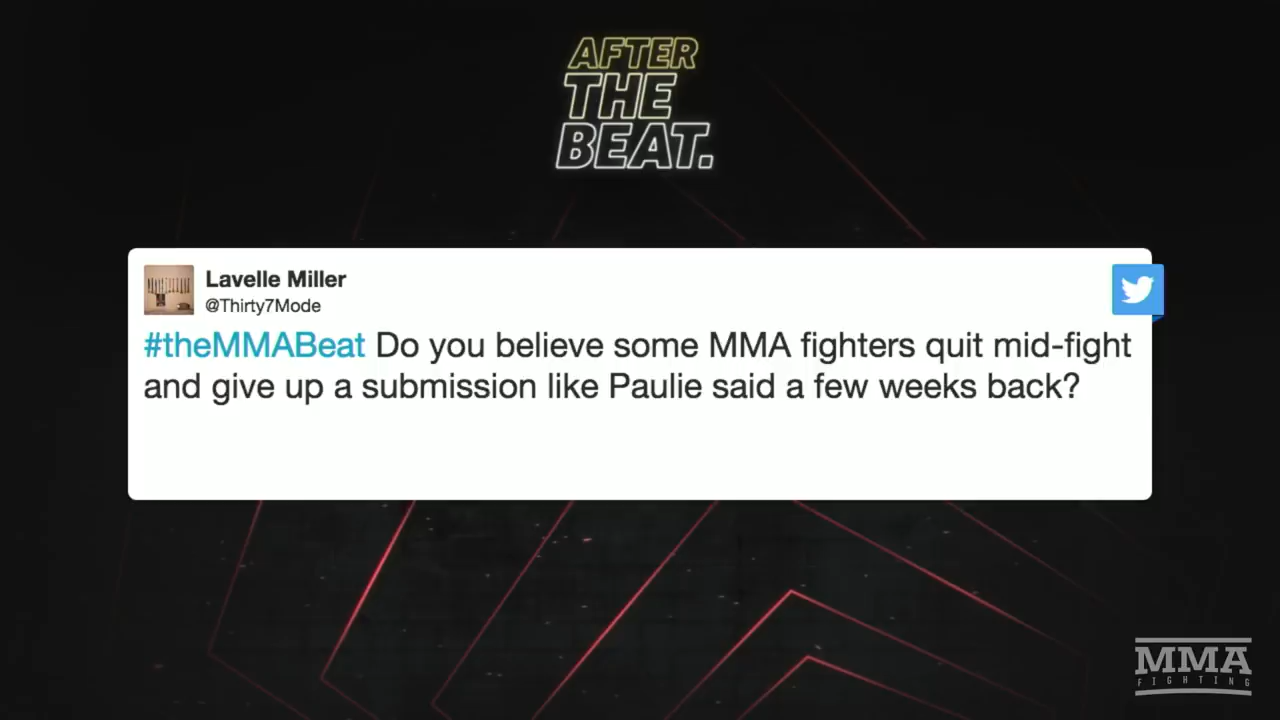 AFTER
THE
BEAT.
Lavelle Miller
@Thirty7Mode
#theMMABeat Do you believe some MMA fighters quit mid-fight
and give up a submission like Paulie said a few weeks back?
MMA
FIGHTING